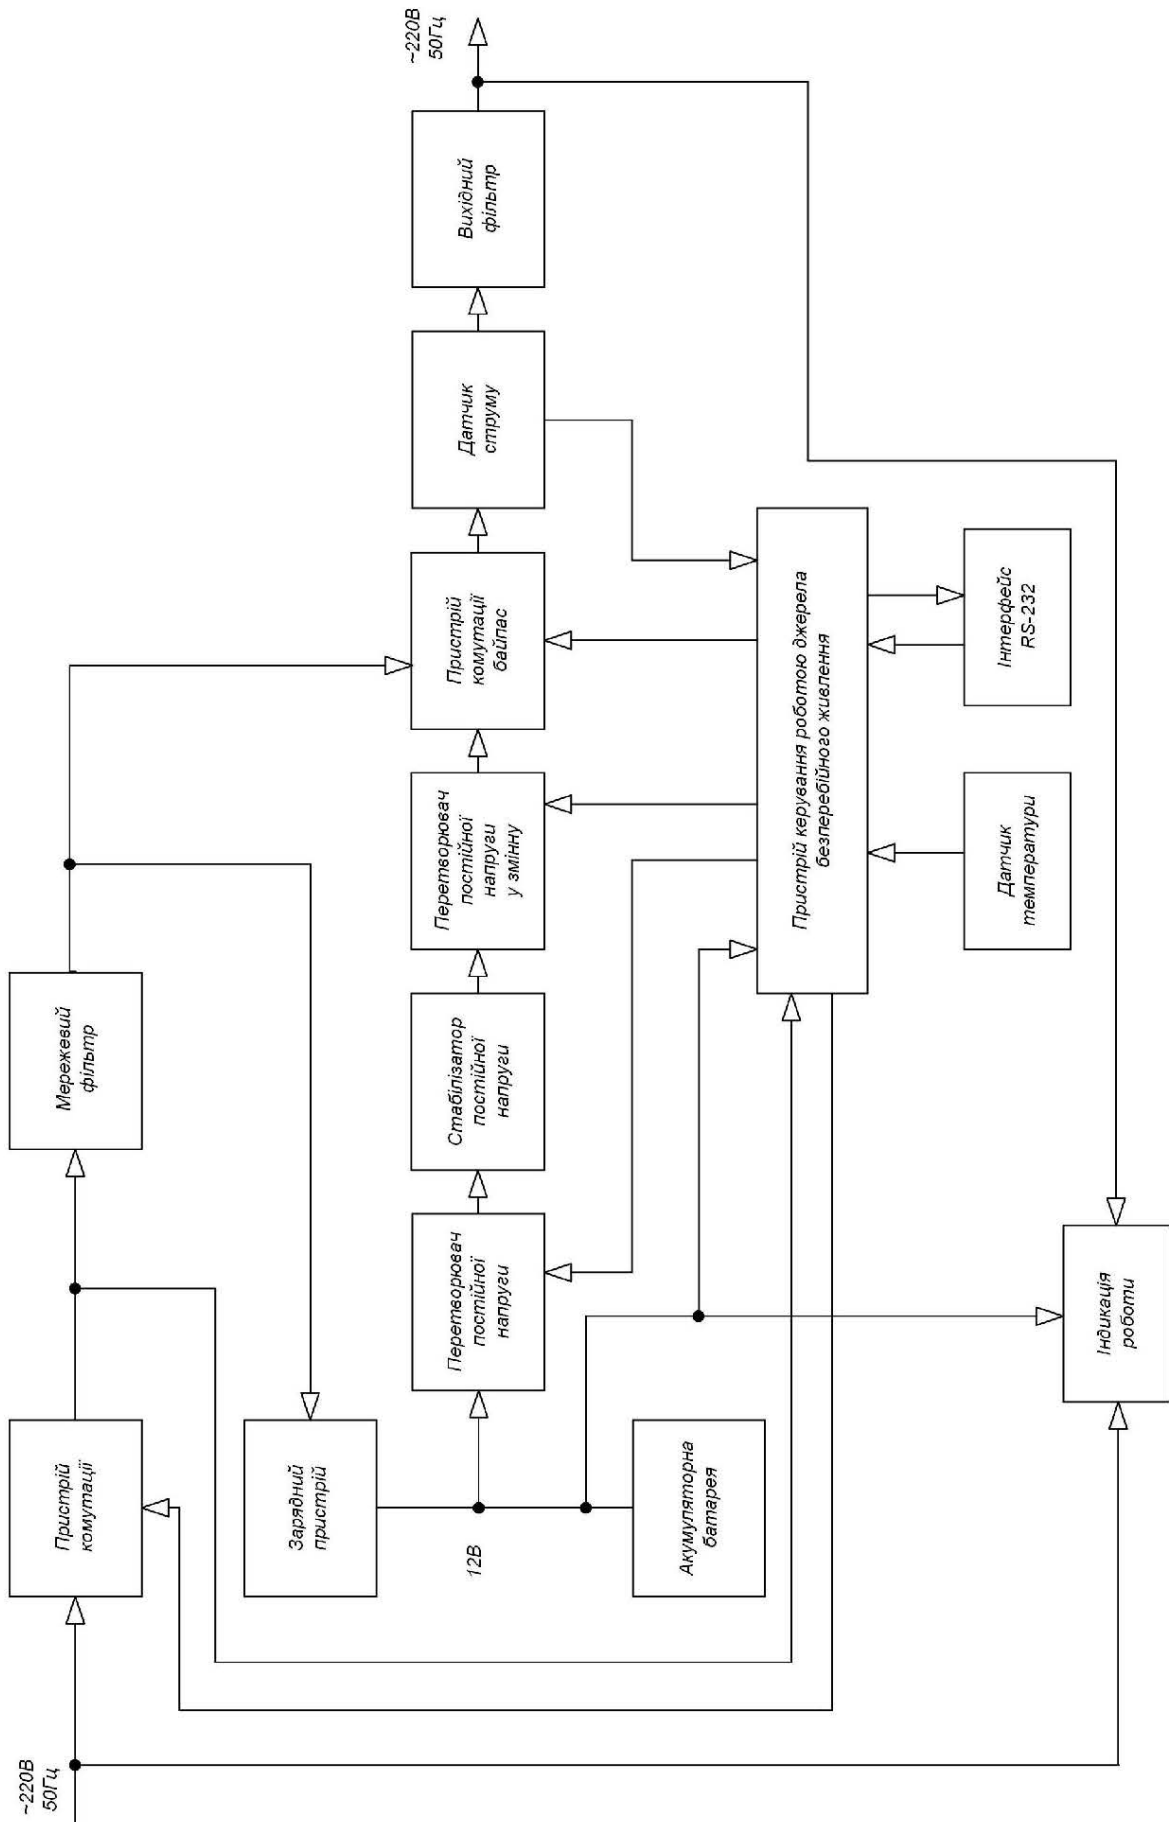 ~220В
50Гц
Пристрій
комутації
Мережевий
фільтр
Зарядний
пристрій
12В
Акумуляторна
батарея
Перетворювач
постійної
напруги
Стабілізатор
постійної
напруги
Перетворювач
постійної
напруги
у змінну
Пристрій
комутації
байпас
Датчик
струму
Вихідний
фільтр
~220В
50Гц
Пристрій керування роботою джерела
безперебійного живлення
Датчик
температури
Інтерфейс
RS-232
Індикація
роботи